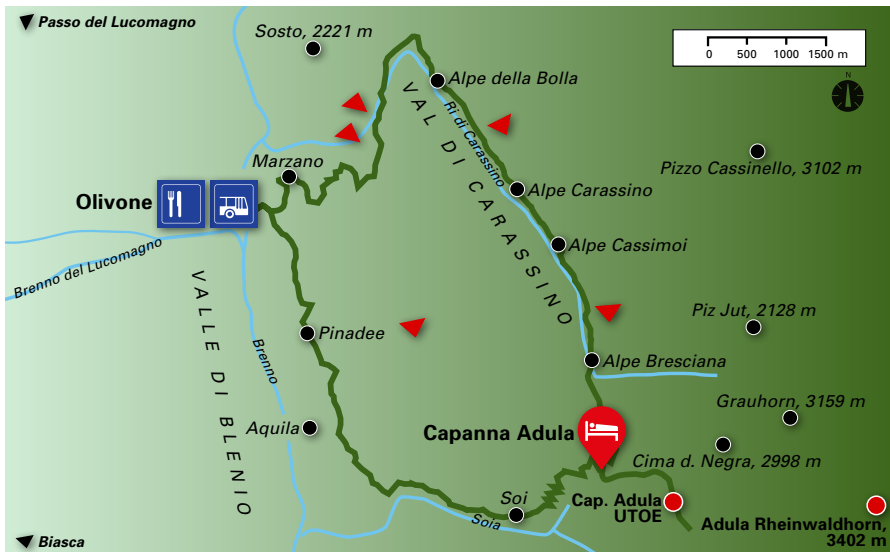 Passo del Lucomagno
Sosto, 2221 m
0 500 1000 1500 m
N
Alpe della Bolla
VAL DI CARASSINO
Ri di Carassino
Marzano
Pizzo Cassinello, 3102 m
Alpe Carassino
Olivone
Alpe Cassimoi
Brenno del Lucomagno
VALLE DI BLENIO
Brenno
Pinadee
Piz Jut, 2128 m
Alpe Bresciana
Grauhorn, 3159 m
Aquila
Capanna Adula
Cima d. Negra, 2998 m
Soi
Soia
Cap. Adula
UTOE
Adula Rheinwaldhorn,
3402 m
Biasca